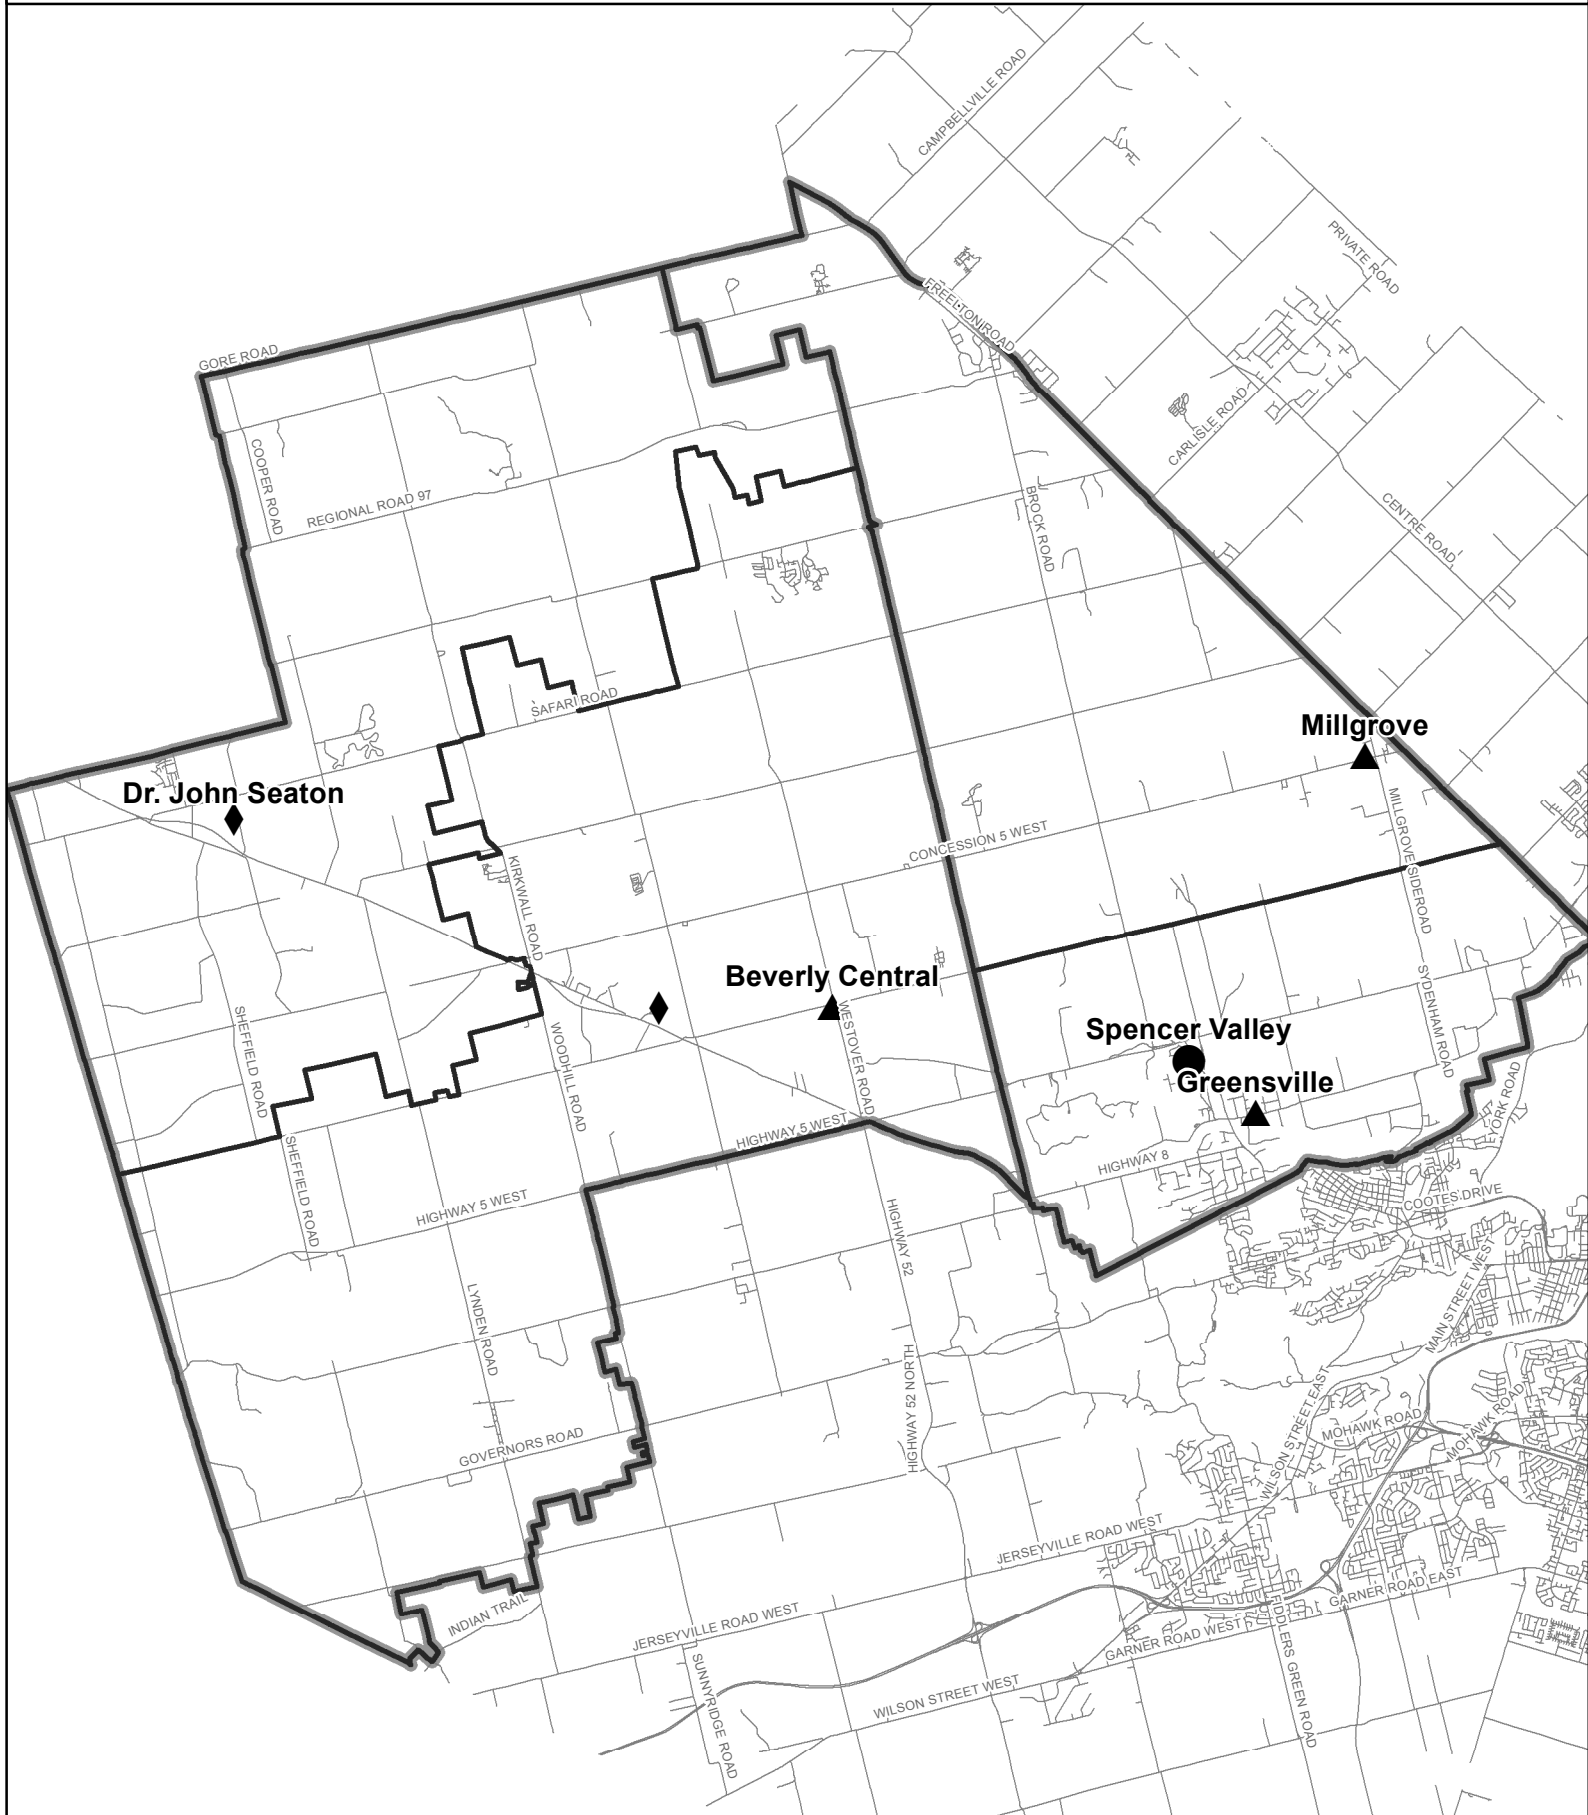 CAMPBELLVILLE ROAD
PRIVATE ROAD
FREELTON ROAD
GORE ROAD
CARLISLE ROAD
COOPER ROAD
REGIONAL ROAD 97
BROCK ROAD
CENTRE ROAD
SAFARI ROAD
Millgrove
Dr. John Seaton
MILLGROVE SIDEROAD
CONCESSION 5 WEST
KIRKWALL ROAD
Beverly Central
SYDENHAM ROAD
SHEFFIELD ROAD
WOODHILL ROAD
WESTOVER ROAD
Spencer Valley
Greensville
YORK ROAD
HIGHWAY 5 WEST
SHEFFIELD ROAD
HIGHWAY 8
COOTES DRIVE
HIGHWAY 5 WEST
HIGHWAY 52
MAIN STREET WEST
LYNDEN ROAD
HIGHWAY 52 NORTH
WILSON STREET EAST
MOHAWK ROAD
MOHAWK ROAD
GOVERNORS ROAD
JERSEYVILLE ROAD WEST
GARNER ROAD EAST
INDIAN TRAIL
JERSEYVILLE ROAD WEST
GARNER ROAD WEST
FIDDLERS GREEN ROAD
SUNNYRIDGE ROAD
WILSON STREET WEST